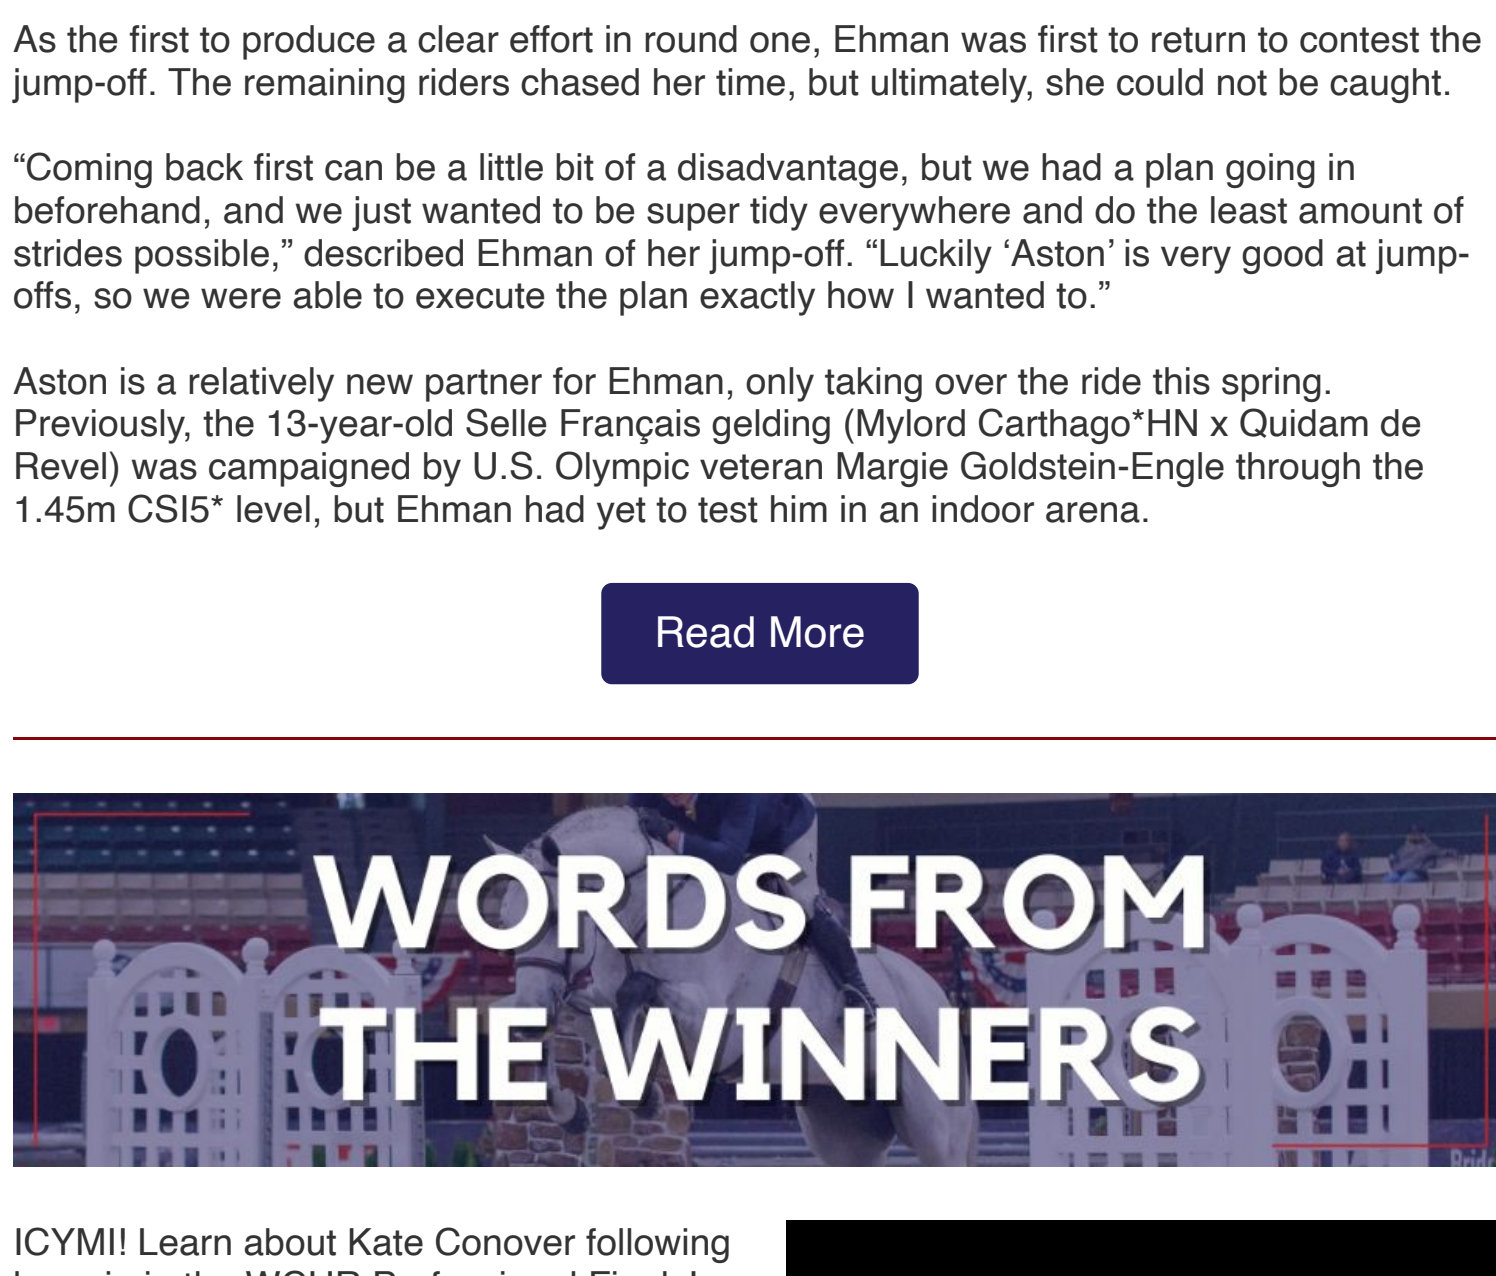 As the first to produce a clear effort in round one, Ehman was first to return to contest the
jump-off. The remaining riders chased her time, but ultimately, she could not be caught.
“Coming back first can be a little bit of a disadvantage, but we had a plan going in
beforehand, and we just wanted to be super tidy everywhere and do the least amount of
strides possible,” described Ehman of her jump-off. “Luckily ‘Aston’ is very good at jump-
offs, so we were able to execute the plan exactly how I wanted to.”
Aston is a relatively new partner for Ehman, only taking over the ride this spring.
Previously, the 13-year-old Selle Français gelding (Mylord Carthago*HN x Quidam de
Revel) was campaigned by U.S. Olympic veteran Margie Goldstein-Engle through the
1.45m CSI5* level, but Ehman had yet to test him in an indoor arena.
Read More
WORDS FROM
THE WINNERS
ICYMI! Learn about Kate Conover following